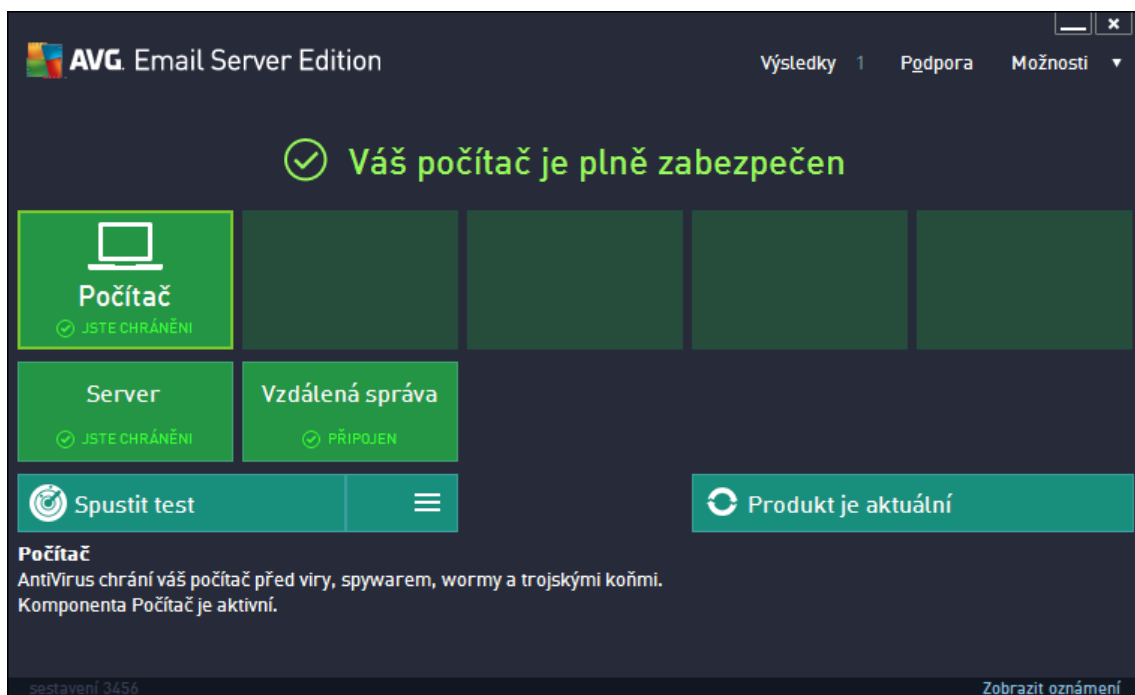 AVG. Email Server Edition
Výsledky 1 Podpora Možnosti
Váš počítač je plně zabezpečen
Počítač
JSTE CHRÁNĚNI
Server
JSTE CHRÁNĚNI
Vzdálená správa
PŘIPOJEN
Spustit test
Produkt je aktuální
Počítač
AntiVirus chrání váš počítač před viry, spywarem, wormy a trojskými koňmi.
Komponenta Počítač je aktivní.
sestavení 3456
Zobrazit oznámení